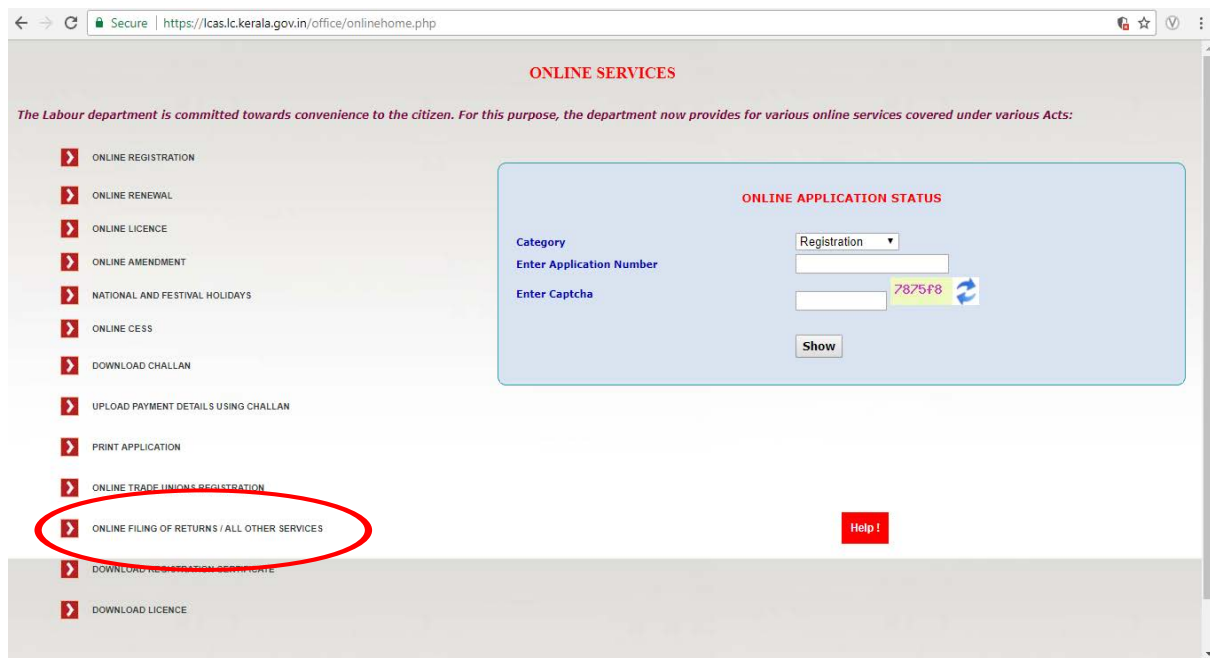 Secure | https://lcas.lc.kerala.gov.in/office/onlinehome.php
ONLINE SERVICES
The Labour department is committed towards convenience to the citizen. For this purpose, the department now provides for various online services covered under various Acts:
ONLINE REGISTRATION
ONLINE RENEWAL
ONLINE LICENCE
ONLINE AMENDMENT
NATIONAL AND FESTIVAL HOLIDAYS
ONLINE CESS
DOWNLOAD CHALLAN
UPLOAD PAYMENT DETAILS USING CHALLAN
PRINT APPLICATION
ONLINE TRADE UNIONS REGISTRATION
ONLINE FILING OF RETURNS / ALL OTHER SERVICES
DOWNLOAD REGISTRATION CERTIFICATE
DOWNLOAD LICENCE
ONLINE APPLICATION STATUS
Category Registration
Enter Application Number
Enter Captcha 7875f8
Show
Help !